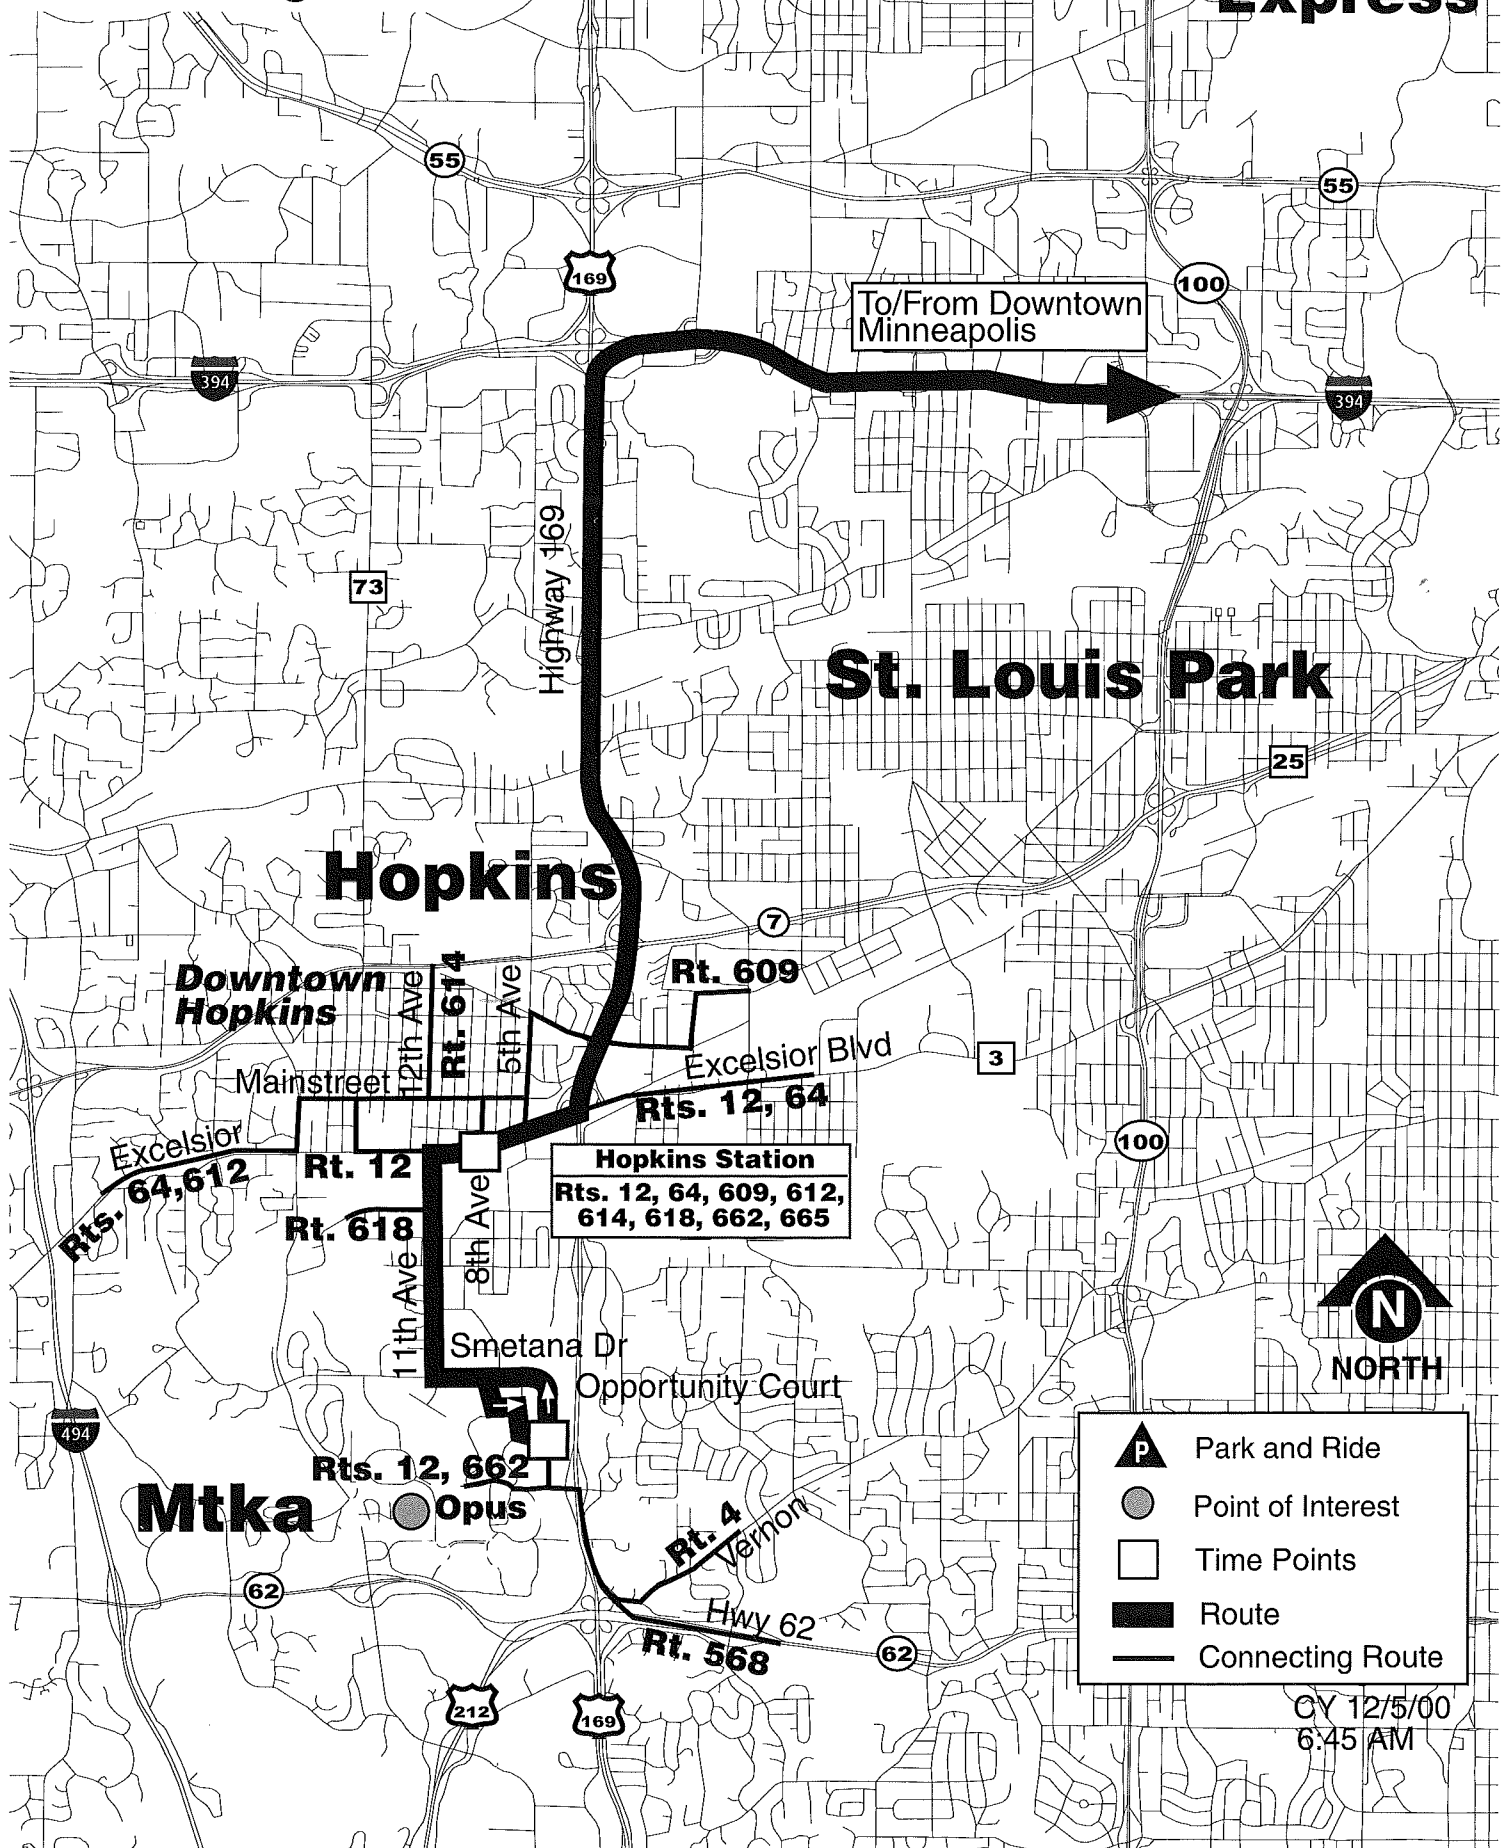 Express
55
55
169
100
To/From Downtown
Minneapolis
394
394
Highway 169
73
St. Louis Park
25
Hopkins
7
Downtown
Hopkins
12th Ave
Rt. 614
5th Ave
Rt. 609
Excelsior Blvd
3
Mainstreet
Rts. 12, 64
100
Excelsior
Rts. 64,612
Rt. 12
Hopkins Station
Rts. 12, 64, 609, 612,
614, 618, 662, 665
Rt. 618
8th Ave
11th Ave
N
NORTH
Smetana Dr
Opportunity Court
494
Rts. 12, 662
Mtka
Opus
Rt. 4
Vernon
62
Hwy 62
Rt. 568
62
212
169
P Park and Ride
Point of Interest
Time Points
Route
Connecting Route
CY 12/5/00
6:45 AM